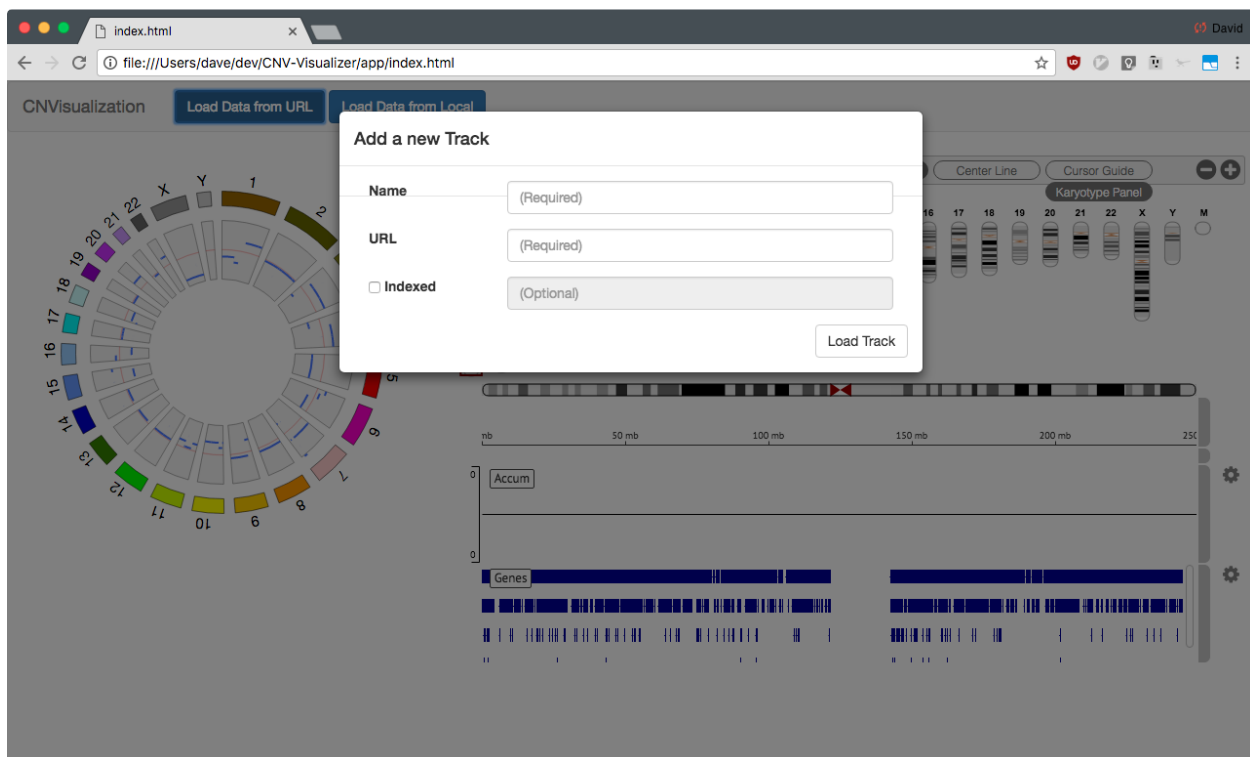 index.html
David
file:///Users/dave/dev/CNV-Visualizer/app/index.html
CNVisualization
Load Data from URL
Load Data from Local
Add a new Track
Name
(Required)
URL
(Required)
Indexed
(Optional)
Load Track
Center Line
Cursor Guide
Karyotype Panel
16 17 18 19 20 21 22 X Y M
1
2
6
7
8
9
10
11
12
13
14
15
16
17
18
19
20
21
22
X
Y
mb 50 mb 100 mb 150 mb 200 mb
0
Accum
0
Genes